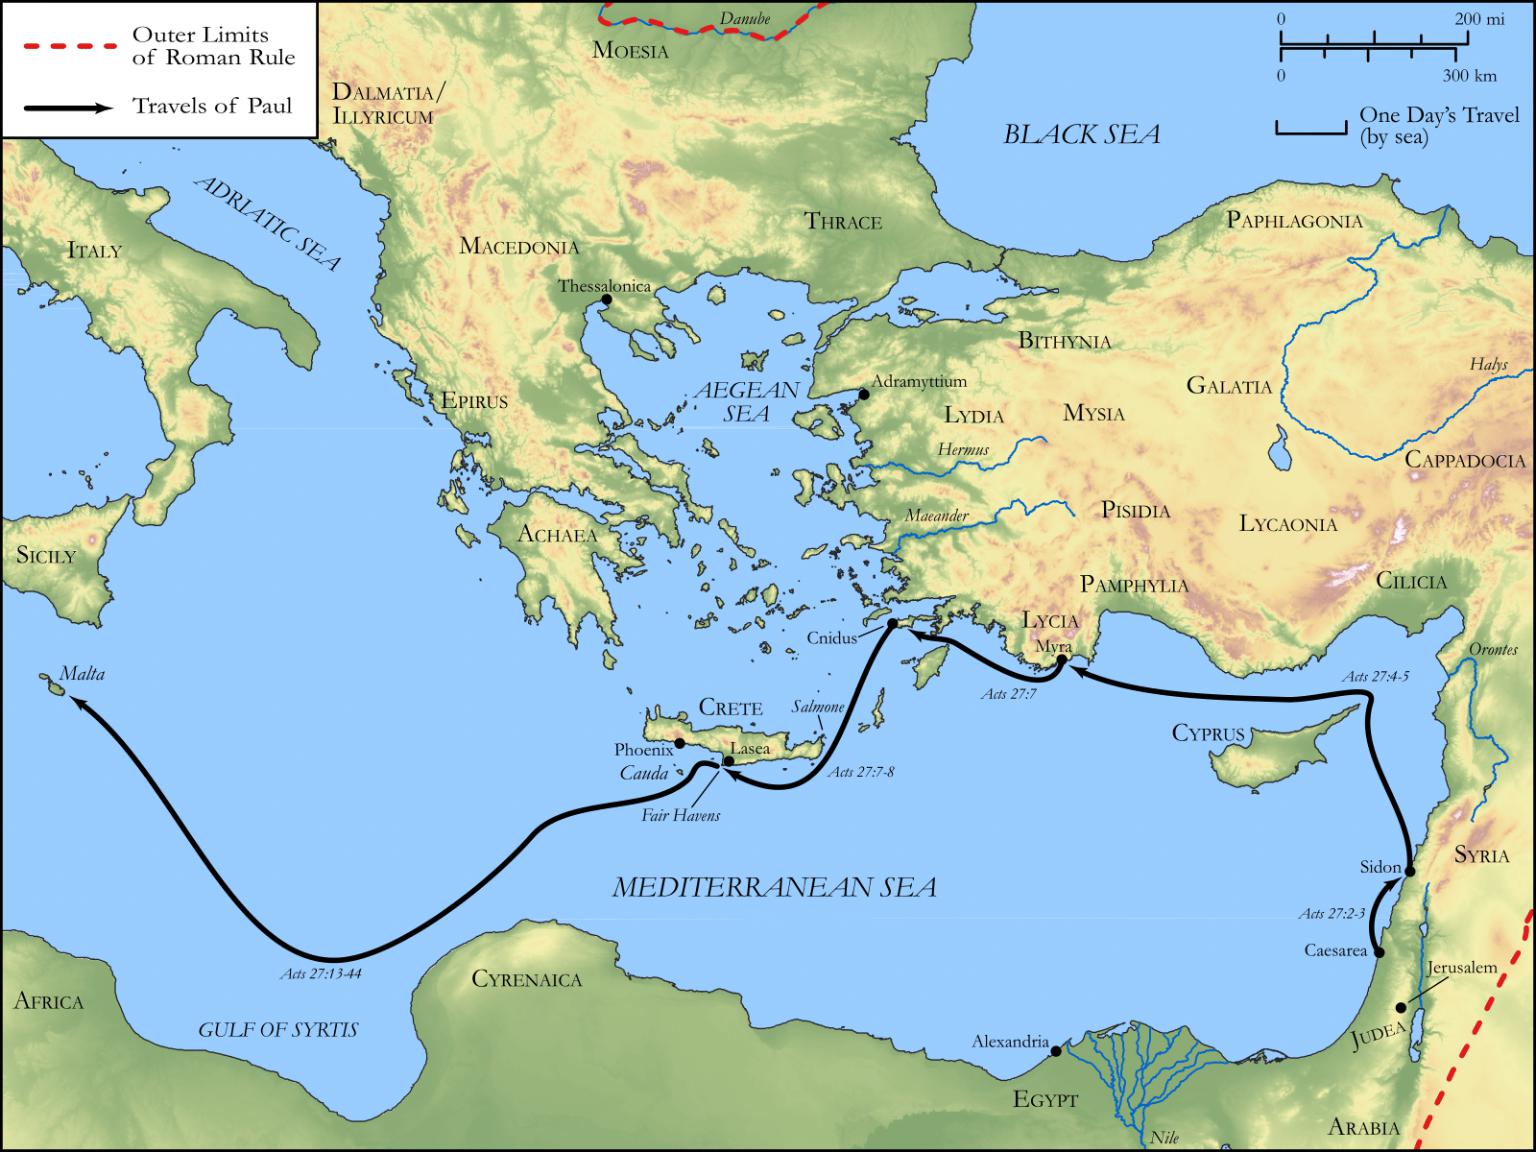 Outer Limits
of Roman Rule
Travels of Paul
0 200 mi
0 300 km
One Day's Travel
(by sea)
Danube
Moesia
Dalmatia/
Illyricum
BLACK SEA
ADRIATIC SEA
Thrace
Paphlagonia
Italy
Macedonia
Thessalonica
Bithynia
Halys
Galatia
Adramyttium
AEGEAN
SEA
Epirus
Lydia
Mysia
Hermus
Cappadocia
Maeander
Pisidia
Lycaonia
Achaea
Sicily
Pamphylia
Cilicia
Lycia
Cnidus
Myra
Orontes
Malta
Acts 27:4-5
Acts 27:7
Crete
Salmone
Cyprus
Phoenix
Lasea
Cauda
Acts 27:7-8
Fair Havens
Syria
Sidon
MEDITERRANEAN SEA
Acts 27:2-3
Caesarea
Acts 27:13-44
Jerusalem
Cyrenaica
Africa
GULF OF SYRTIS
Judea
Alexandria
Egypt
Arabia
Nile